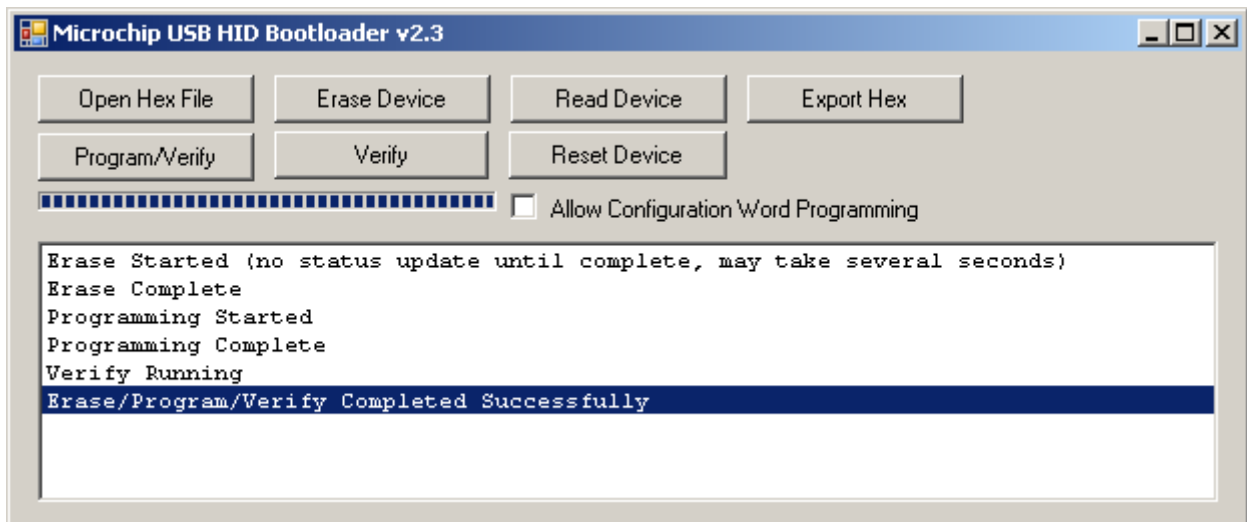 Microchip USB HID Bootloader v2.3
Open Hex File Erase Device Read Device Export Hex
Program/Verify Verify Reset Device
Allow Configuration Word Programming
Erase Started (no status update until complete, may take several seconds)
Erase Complete
Programming Started
Programming Complete
Verify Running
Erase/Program/Verify Completed Successfully